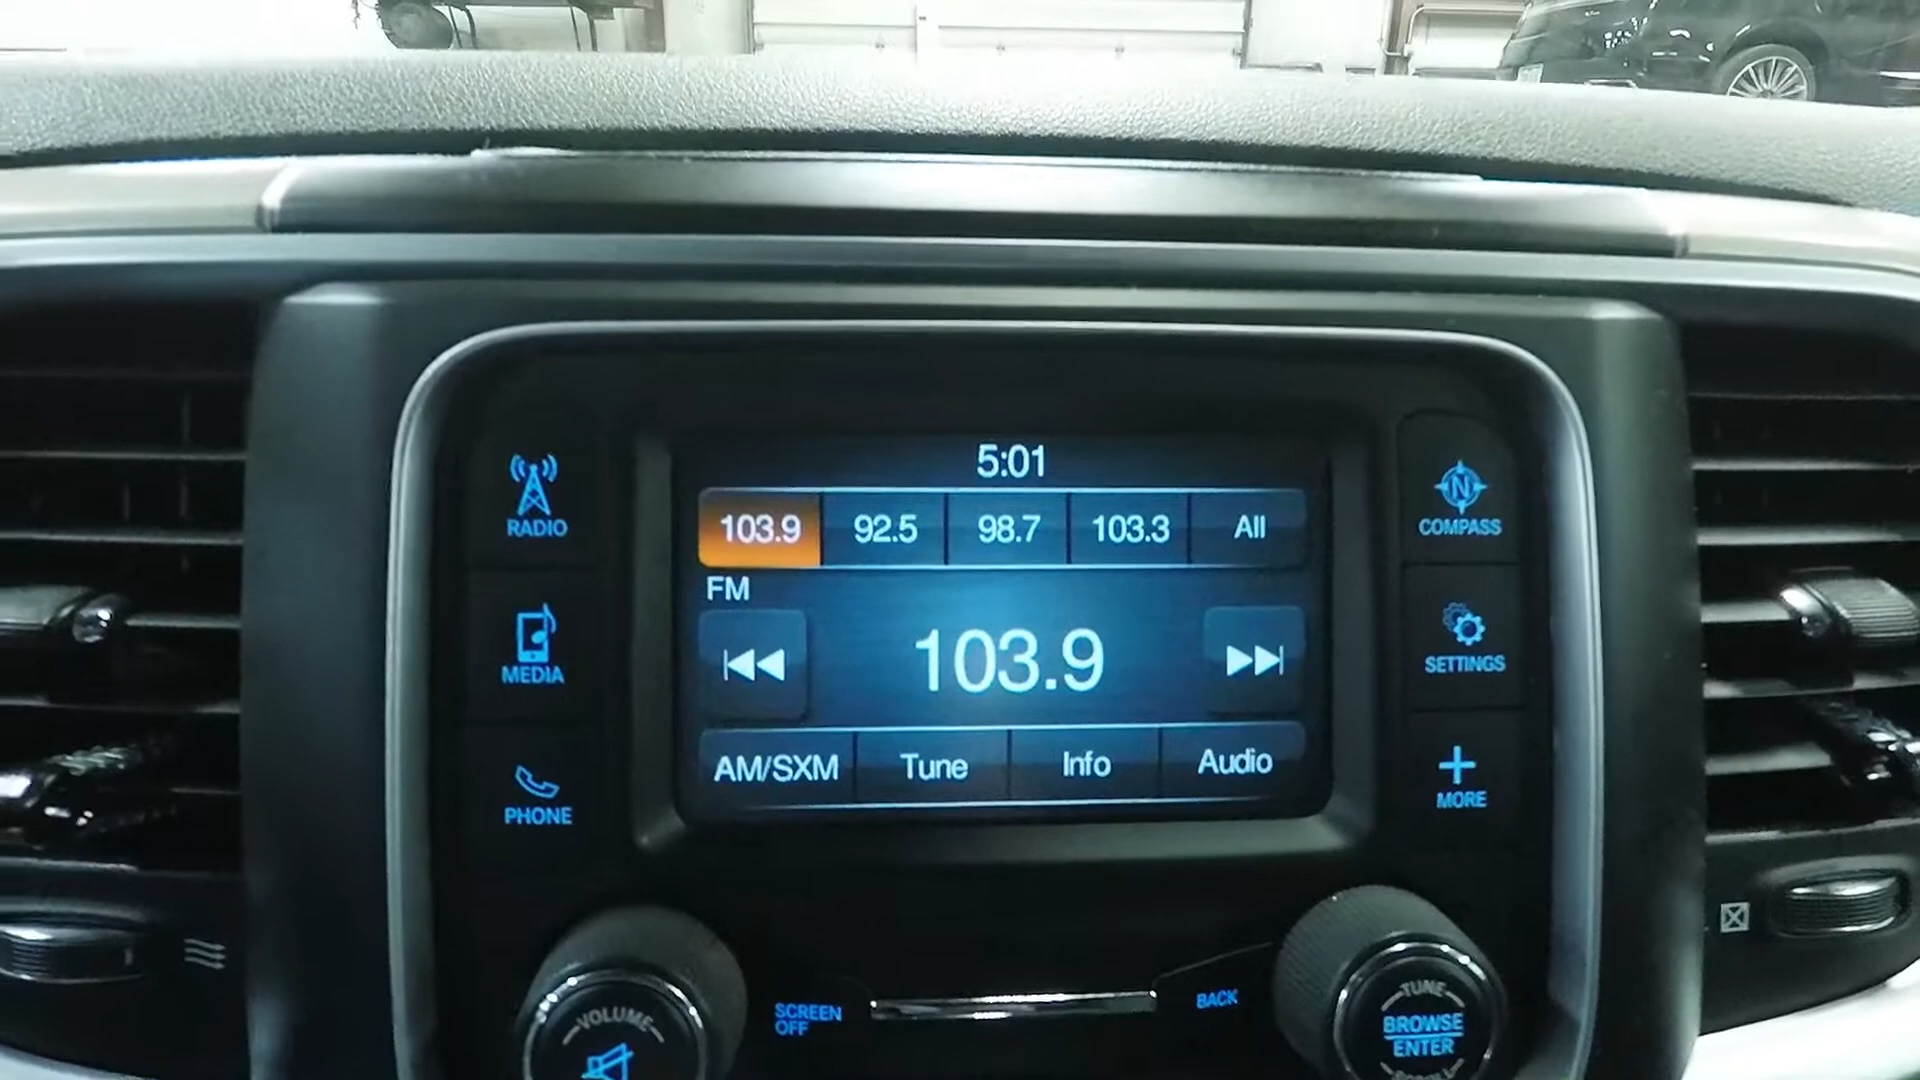 5:01
103.9 92.5 98.7 103.3 All
FM
103.9
AM/SXM Tune Info Audio
RADIO
MEDIA
PHONE
N
COMPASS
SETTINGS
MORE
VOLUME
SCREEN
OFF
BACK
TUNE
BROWSE
ENTER